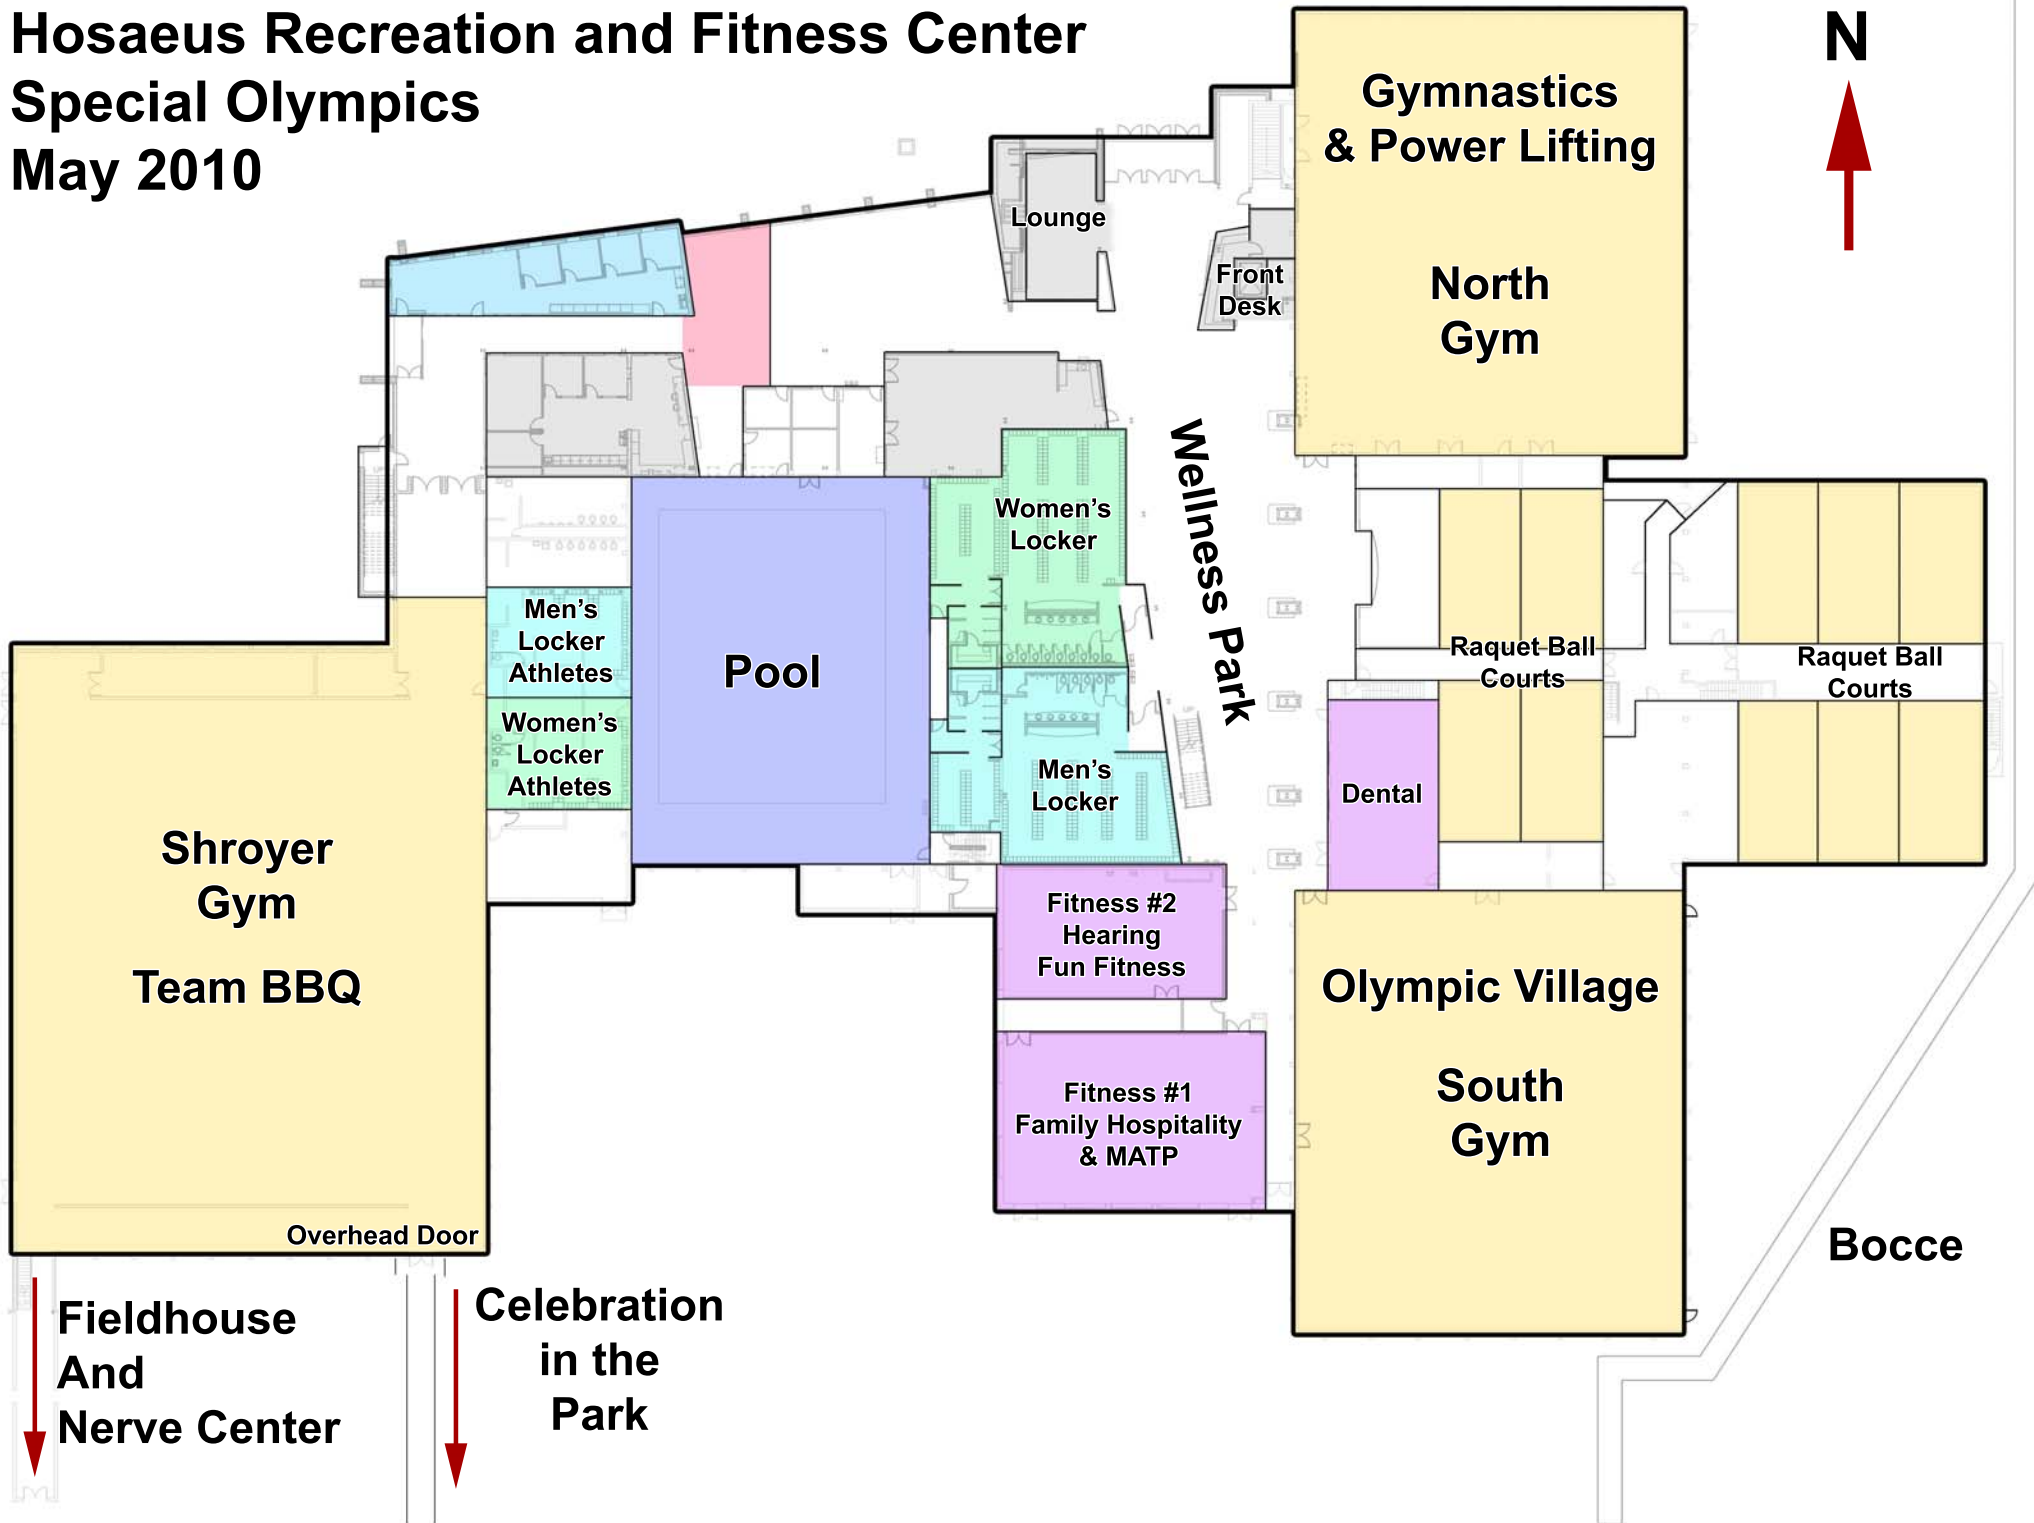 Hosaeus Recreation and Fitness Center
Special Olympics
May 2010
N
Gymnastics
& Power Lifting
North
Gym
Lounge
Front
Desk
Wellness Park
Women's
Locker
Men's
Locker
Athletes
Women's
Locker
Athletes
Pool
Men's
Locker
Raquet Ball
Courts
Raquet Ball
Courts
Dental
Shroyer
Gym
Team BBQ
Overhead Door
Fitness #2
Hearing
Fun Fitness
Fitness #1
Family Hospitality
& MATP
Olympic Village
South
Gym
Bocce
Fieldhouse
And
Nerve Center
Celebration
in the
Park